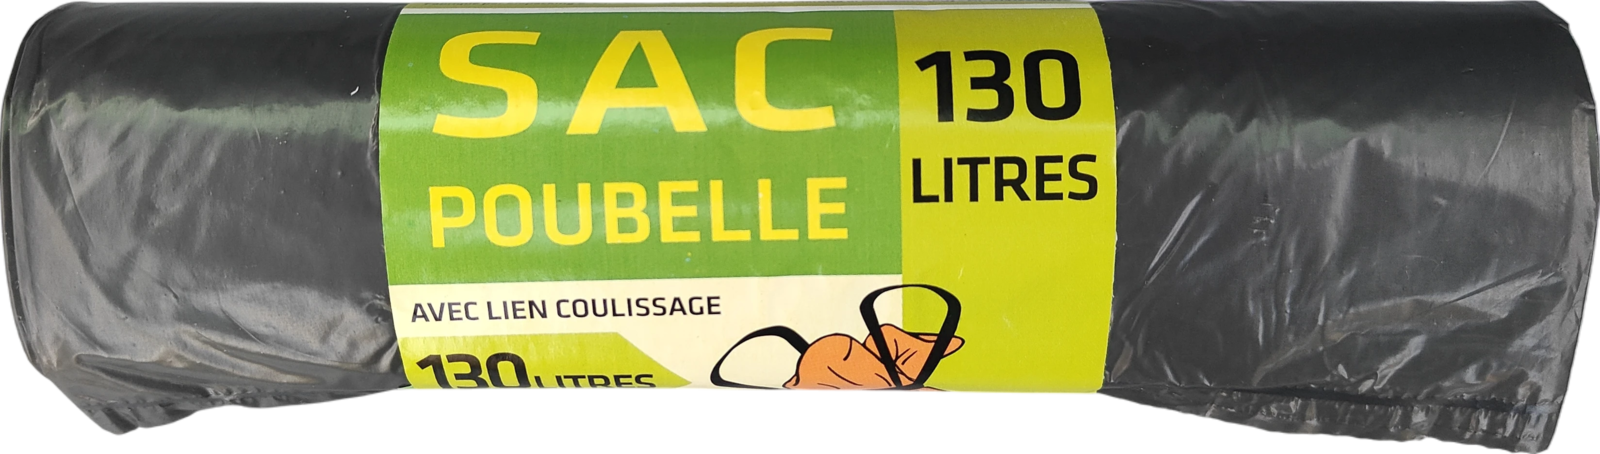 SAC
POUBELLE
130
LITRES
AVEC LIEN COULISSAGE
130 LITRES